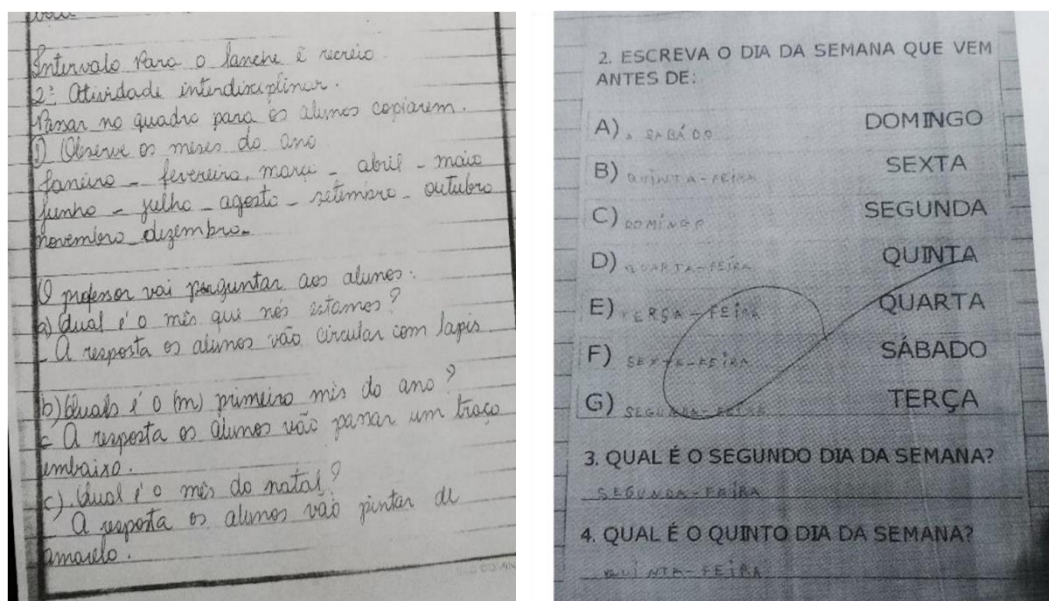 Intervalo Para o lanche e recreio.
2ª Atividade interdisciplinar.
Passar no quadro para os alunos copiarem.
① Observe os meses do ano
Janeiro - fevereiro, março - abril - maio
junho - julho - agosto - setembro - outubro
novembro - dezembro.
O professor vai perguntar aos alunos:
a) Qual é o mês que nós estamos?
- A resposta os alunos vão circular com lapis
b) Quals é o (m) primeiro mês do ano?
- A resposta os alunos vão passar um traço
embaixo.
c). Qual é o mês do natal?
- A resposta os alunos vão pintar de
amarelo.
2. ESCREVA O DIA DA SEMANA QUE VEM
ANTES DE:
A) SABÁDO DOMINGO
B) QUINTA-FEIRA SEXTA
C) DOMINGO SEGUNDA
D) QUARTA-FEIRA QUINTA
E) TERÇA-FEIRA QUARTA
F) SEXTA-FEIRA SÁBADO
G) SEGUNDA-FEIRA TERÇA
3. QUAL É O SEGUNDO DIA DA SEMANA?
SEGUNDA-FEIRA
4. QUAL É O QUINTO DIA DA SEMANA?
QUINTA-FEIRA